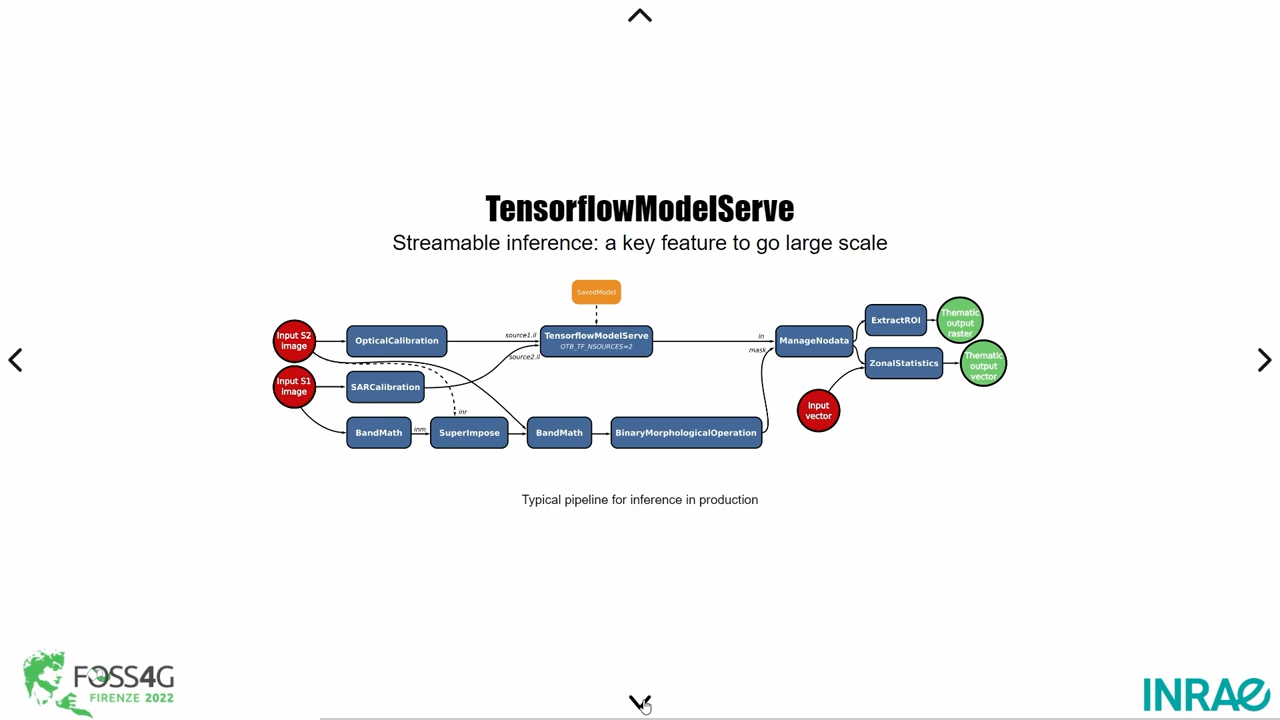 TensorflowModelServe
Streamable inference: a key feature to go large scale
SavedModel
Input S2
image
OpticalCalibration
source1.il
TensorflowModelServe
OTB_TF_NSOURCES=2
source2.il
in
mask
ManageNodata
ExtractROI
Thematic
output
raster
ZonalStatistics
Thematic
output
vector
Input S1
image
SARCalibration
Input
vector
BandMath
inm
inr
SuperImpose
BandMath
BinaryMorphologicalOperation
Typical pipeline for inference in production
FOSS4G
FIRENZE 2022
INRAE